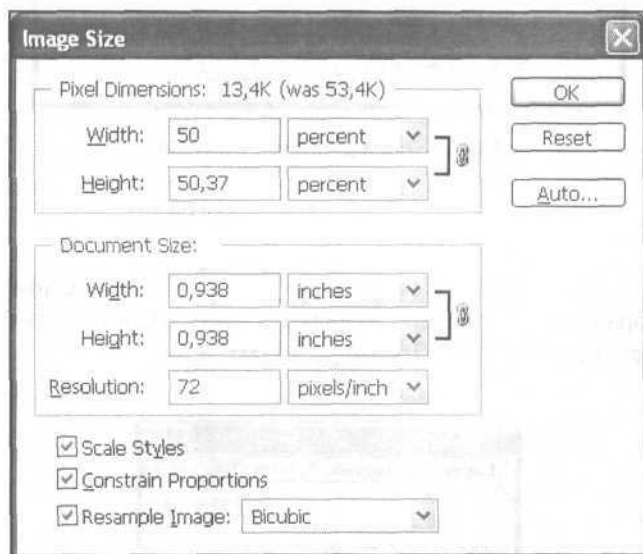 Image Size
Pixel Dimensions: 13,4K (was 53,4K)
OK
Width: 50 percent
Reset
Height: 50,37 percent
Auto...
Document Size:
Width: 0,938 inches
Height: 0,938 inches
Resolution: 72 pixels/inch
Scale Styles
Constrain Proportions
Resample Image: Bicubic